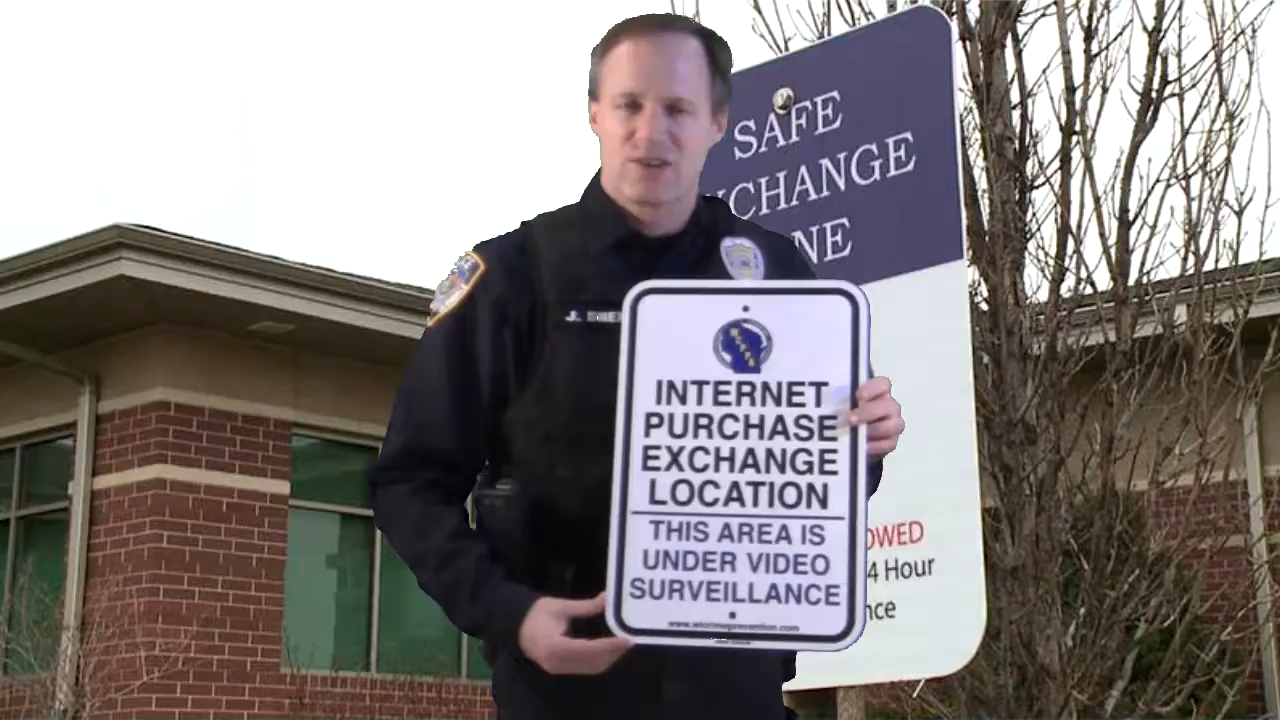 SAFE
XCHANGE
NE
J.
INTERNET
PURCHASE
EXCHANGE
LOCATION
THIS AREA IS
UNDER VIDEO
SURVEILLANCE
www.wicrimeprevention.com
OWED
4 Hour
nce